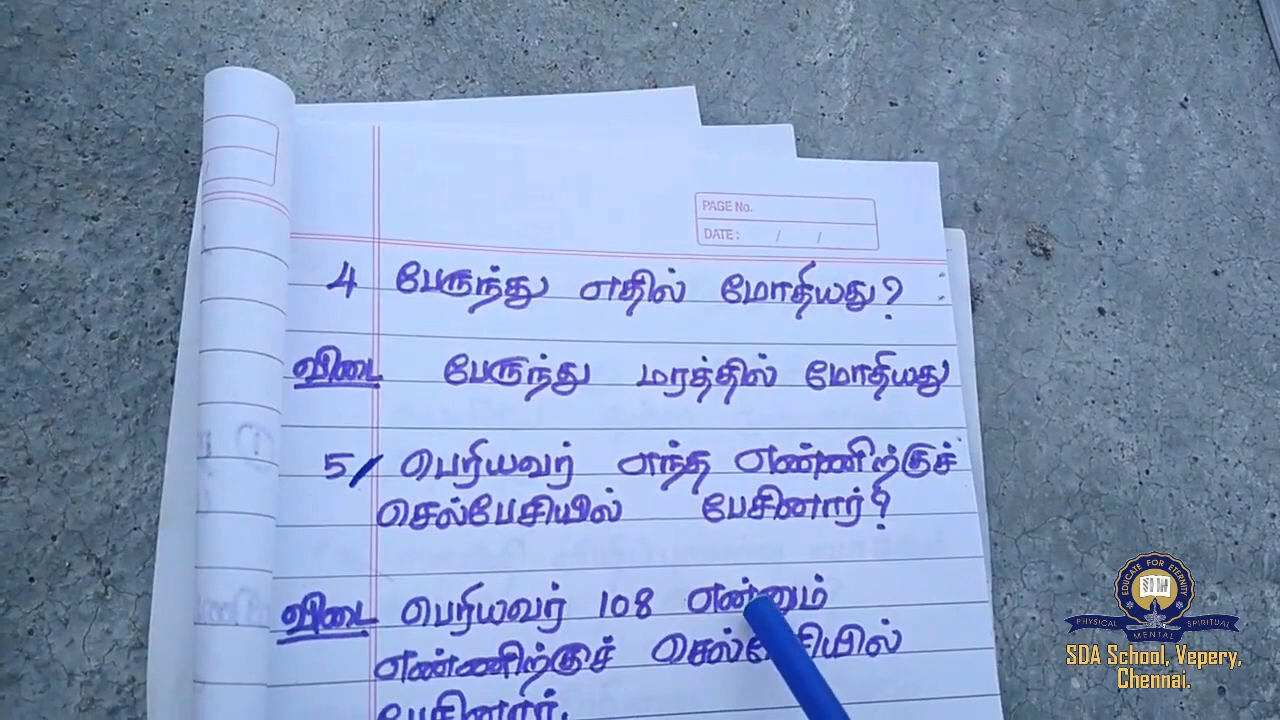 PAGE No.
DATE : / /
4 பேருந்து எதில் மோதியது?
விடை பேருந்து மரத்தில் மோதியது
5/ பெரியவர் எந்த எண்ணிற்குச்
செல்பேசியில் பேசினார்?
விடை பெரியவர் 108 என்னும்
எண்ணிற்குச் செல்பேசியில்
பேசினார்.
EDUCATE FOR ETERNITY
PHYSICAL MENTAL SPIRITUAL
SDA School, Vepery,
Chennai.